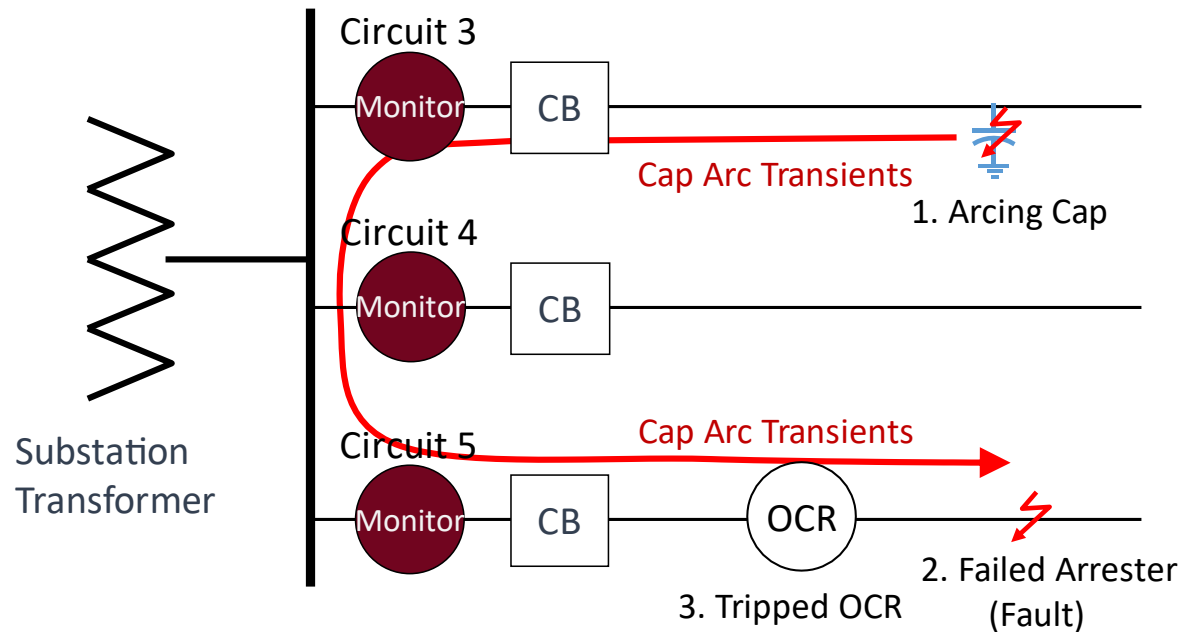 Circuit 3
Monitor
CB
Cap Arc Transients
1. Arcing Cap
Circuit 4
Monitor
CB
Substation
Transformer
Circuit 5
Cap Arc Transients
Monitor
CB
OCR
2. Failed Arrester
(Fault)
3. Tripped OCR